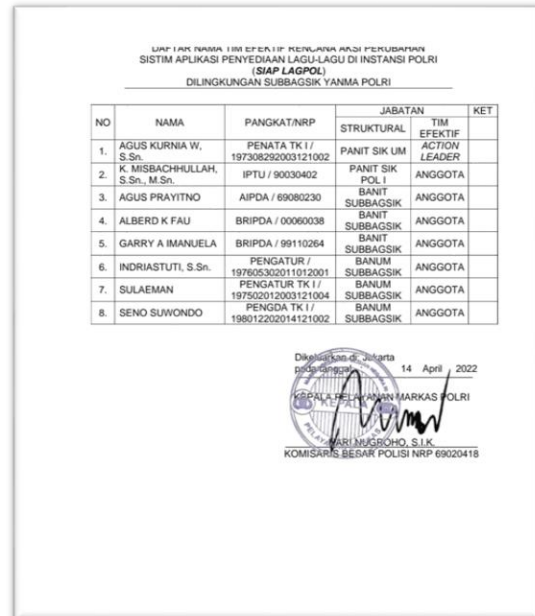 DAFTAR NAMA TIM EFEKTIF RENCANA AKSI PERUBAHAN
SISTIM APLIKASI PENYEDIAAN LAGU-LAGU DI INSTANSI POLRI
(SIAP LAGPOL)
DILINGKUNGAN SUBBAGSIK YANMA POLRI
NO NAMA PANGKAT/NRP JABATAN KET
STRUKTURAL TIM EFEKTIF
1. AGUS KURNIA W, S.Sn. PENATA TK I / 197308292003121002 PANIT SIK UM ACTION LEADER
2. K. MISBACHHULLAH, S.Sn., M.Sn. IPTU / 90030402 PANIT SIK POL I ANGGOTA
3. AGUS PRAYITNO AIPDA / 69080230 BANIT SUBBAGSIK ANGGOTA
4. ALBERD K FAU BRIPDA / 00060038 BANIT SUBBAGSIK ANGGOTA
5. GARRY A IMANUELA BRIPDA / 99110264 BANIT SUBBAGSIK ANGGOTA
6. INDRIASTUTI, S.Sn. PENGATUR / 197605302011012001 BANUM SUBBAGSIK ANGGOTA
7. SULAEMAN PENGATUR TK I / 197502012003121004 BANUM SUBBAGSIK ANGGOTA
8. SENO SUWONDO PENGDA TK I / 198012202014121002 BANUM SUBBAGSIK ANGGOTA
Dikeluarkan di: Jakarta
pada tanggal : 14 April 2022
KEPALA PELAYANAN MARKAS POLRI
KEPALA
HARI NUGROHO, S.I.K.
KOMISARIS BESAR POLISI NRP 69020418